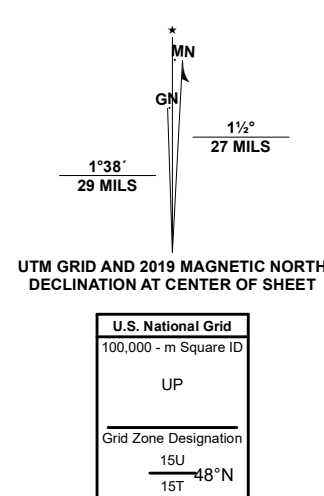 ★
MN
GN
1½°
27 MILS
1°38´
29 MILS
UTM GRID AND 2019 MAGNETIC NORTH
DECLINATION AT CENTER OF SHEET
U.S. National Grid
100,000 - m Square ID
UP
Grid Zone Designation
15U
48°N
15T